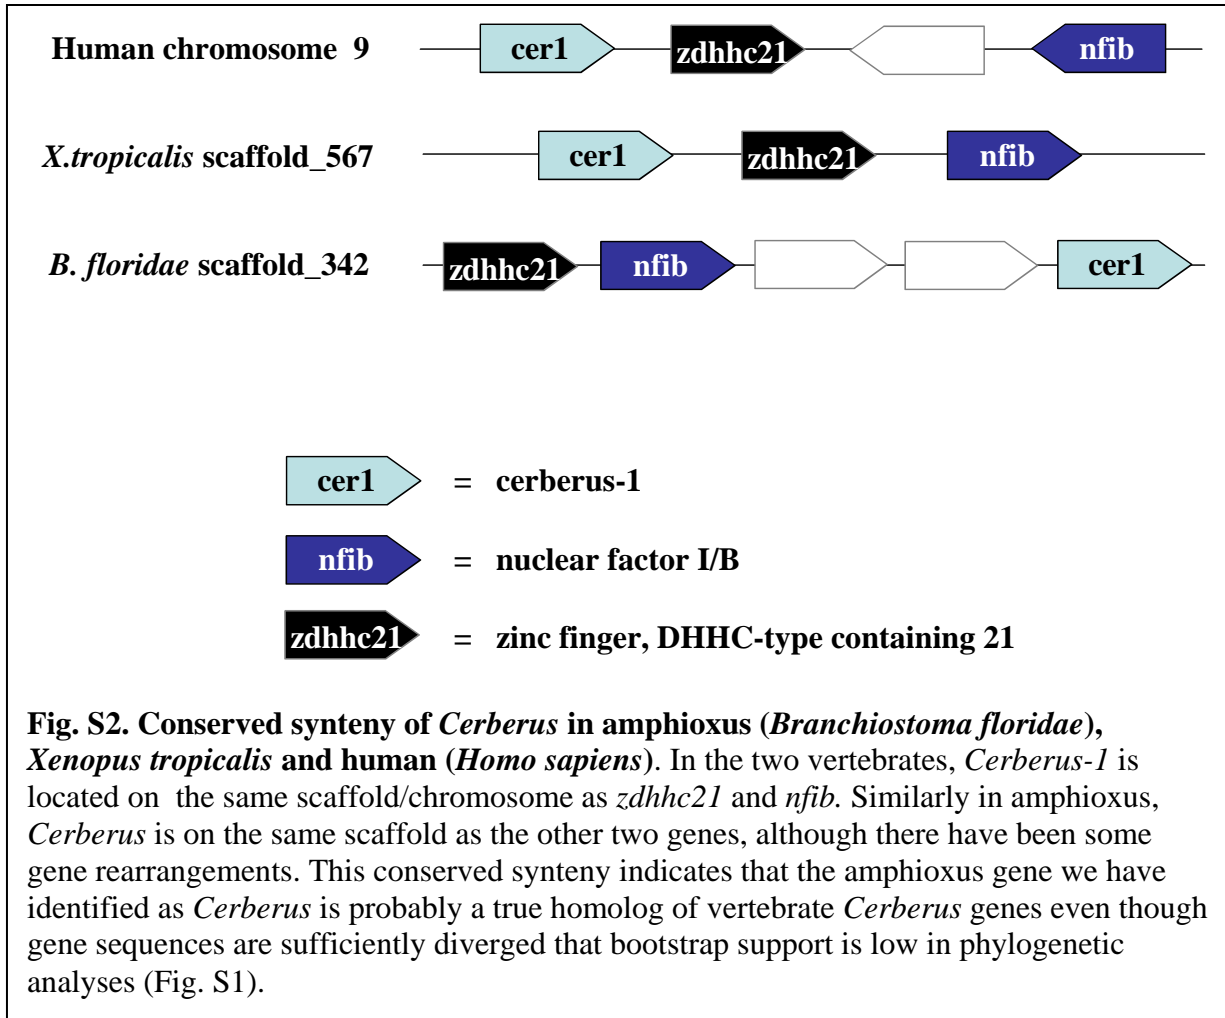 Human chromosome 9 cer1 zdhhc21 nfib
X.tropicalis scaffold_567 cer1 zdhhc21 nfib
B. floridae scaffold_342 zdhhc21 nfib cer1
cer1 = cerberus-1
nfib = nuclear factor I/B
zdhhc21 = zinc finger, DHHC-type containing 21
Fig. S2. Conserved synteny of Cerberus in amphioxus (Branchiostoma floridae),
Xenopus tropicalis and human (Homo sapiens). In the two vertebrates, Cerberus-1 is
located on the same scaffold/chromosome as zdhhc21 and nfib. Similarly in amphioxus,
Cerberus is on the same scaffold as the other two genes, although there have been some
gene rearrangements. This conserved synteny indicates that the amphioxus gene we have
identified as Cerberus is probably a true homolog of vertebrate Cerberus genes even though
gene sequences are sufficiently diverged that bootstrap support is low in phylogenetic
analyses (Fig. S1).